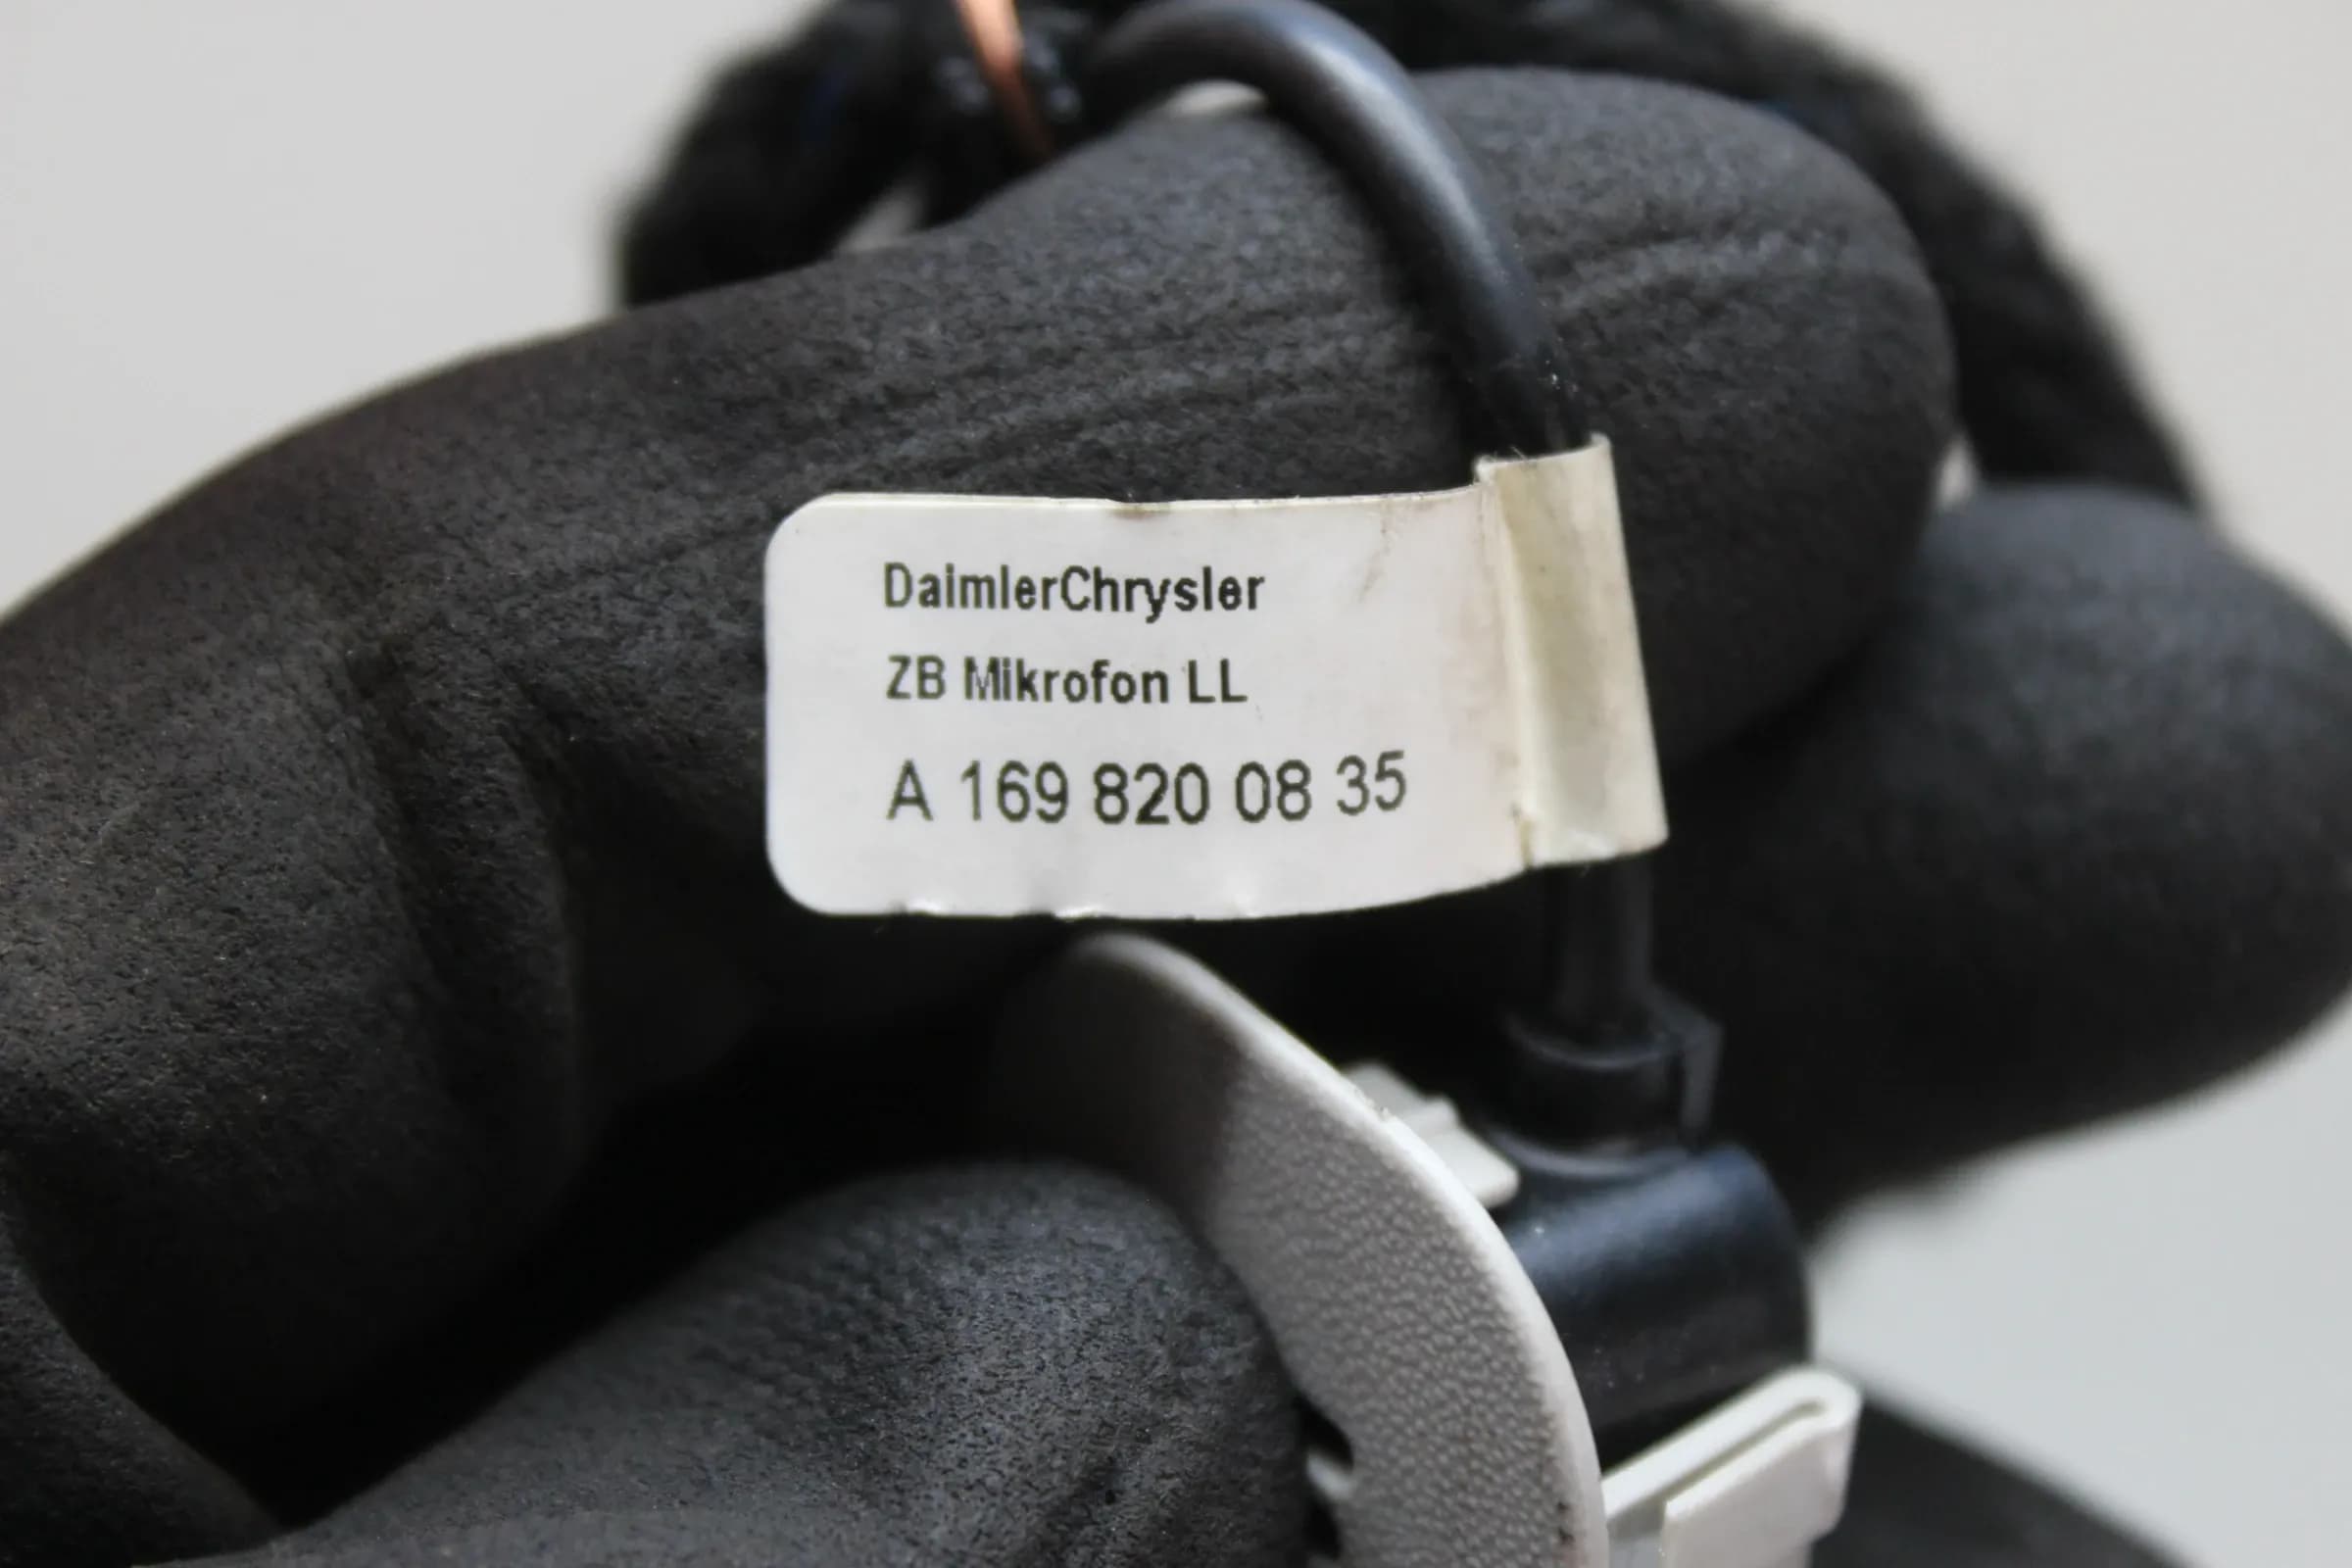 DaimlerChrysler
ZB Mikrofon LL
A 169 820 08 35